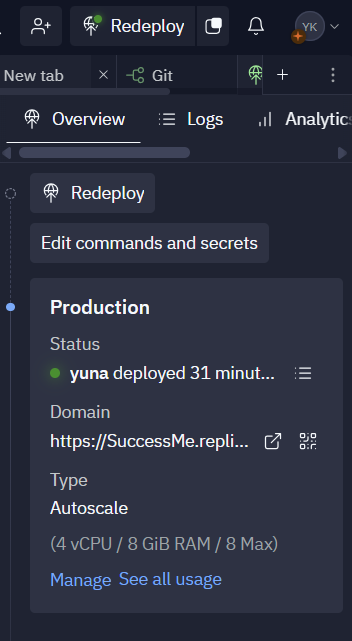 Redeploy
YK
New tab
Git
Overview
Logs
Analytics
Redeploy
Edit commands and secrets
Production
Status
yuna deployed 31 minut...
Domain
https://SuccessMe.repli...
Type
Autoscale
(4 vCPU / 8 GiB RAM / 8 Max)
Manage See all usage